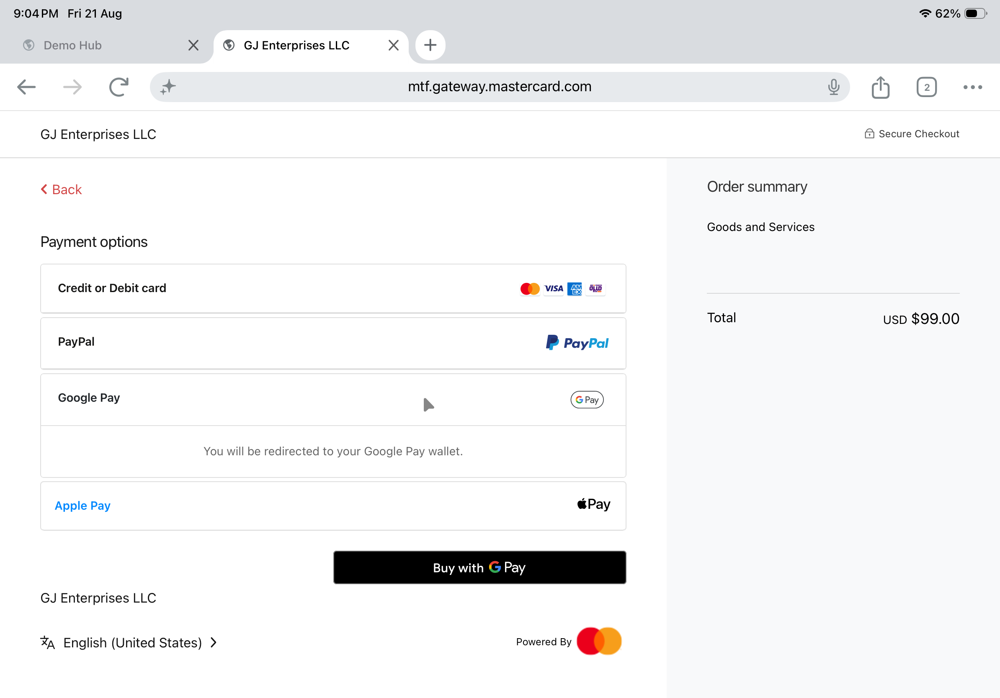 9:04 PM Fri 21 Aug 62%
Demo Hub GJ Enterprises LLC
mtf.gateway.mastercard.com 2
GJ Enterprises LLC Secure Checkout
Back
Payment options
Credit or Debit card VISA AM EX
PayPal PayPal
Google Pay G Pay
You will be redirected to your Google Pay wallet.
Apple Pay Pay
Buy with G Pay
GJ Enterprises LLC
English (United States) Powered By
Order summary
Goods and Services
Total USD $99.00